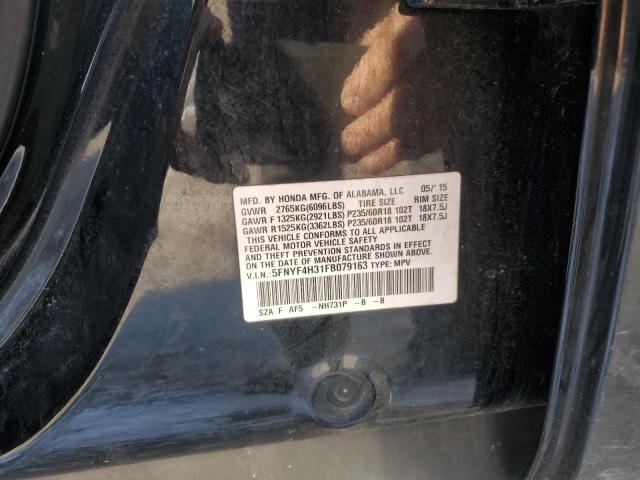 MFD. BY HONDA MFG. OF ALABAMA, LLC 05/'15
GVWR 2765KG(6096LBS) TIRE SIZE RIM SIZE
GAWR F 1325KG(2921LBS) P235/60R18 102T 18X7.5J
GAWR R1525KG(3362LBS) P235/60R18 102T 18X7.5J
THIS VEHICLE CONFORMS TO ALL APPLICABLE
FEDERAL MOTOR VEHICLE SAFETY
AND THEFT PREVENTION STANDARDS IN EFFECT
ON THE DATE OF MANUFACTURE SHOWN ABOVE.
V.I.N.: 5FNYF4H31FB079163 TYPE: MPV
SZA F AF5 -NH731P -B -B